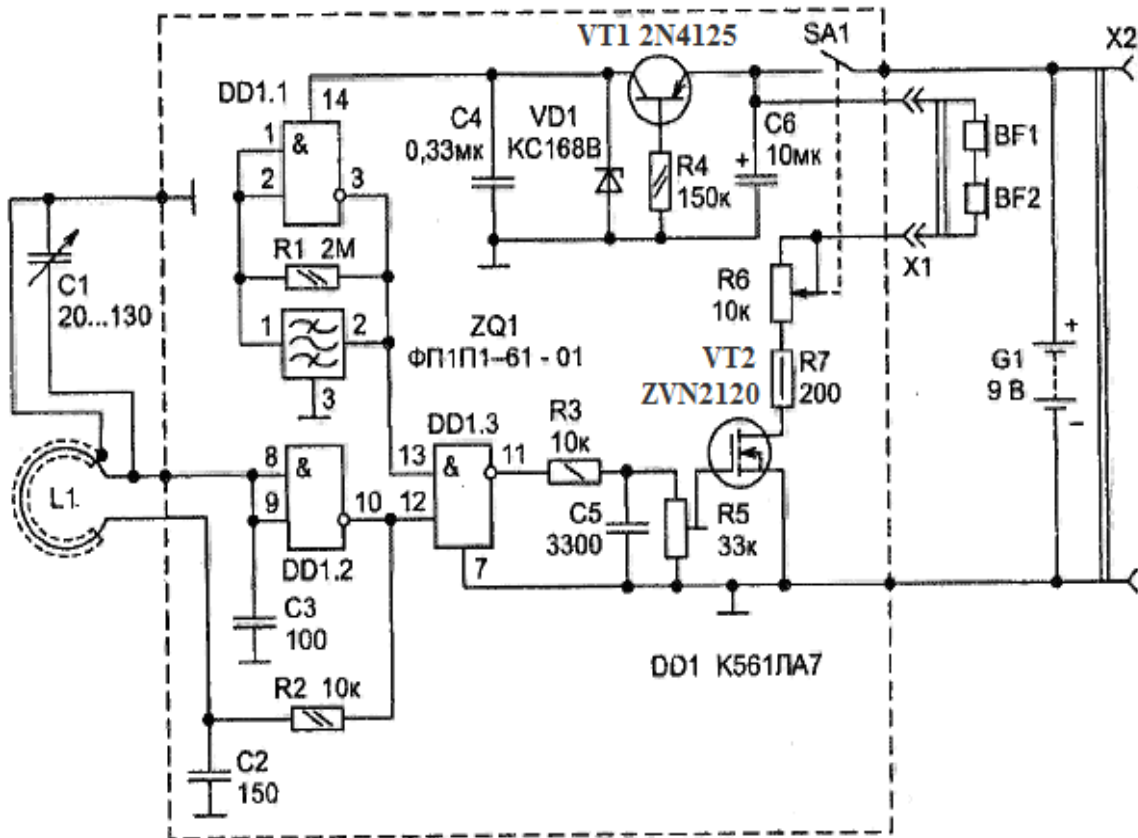 VT1 2N4125
SA1
X2
DD1.1
14
C4
0,33мк
VD1
КС168В
R4
150к
C6
10мк
+
BF1
BF2
1
&
2
3
C1
20...130
R1 2М
R6
10к
X1
1
2
3
ZQ1
ФП1П1–61 - 01
VT2
ZVN2120
R7
200
G1
9 В
+
–
DD1.3
R3
10к
L1
8
&
9
10
13
&
12
11
C5
3300
R5
33к
DD1.2
7
C3
100
DD1 К561ЛА7
R2 10к
C2
150